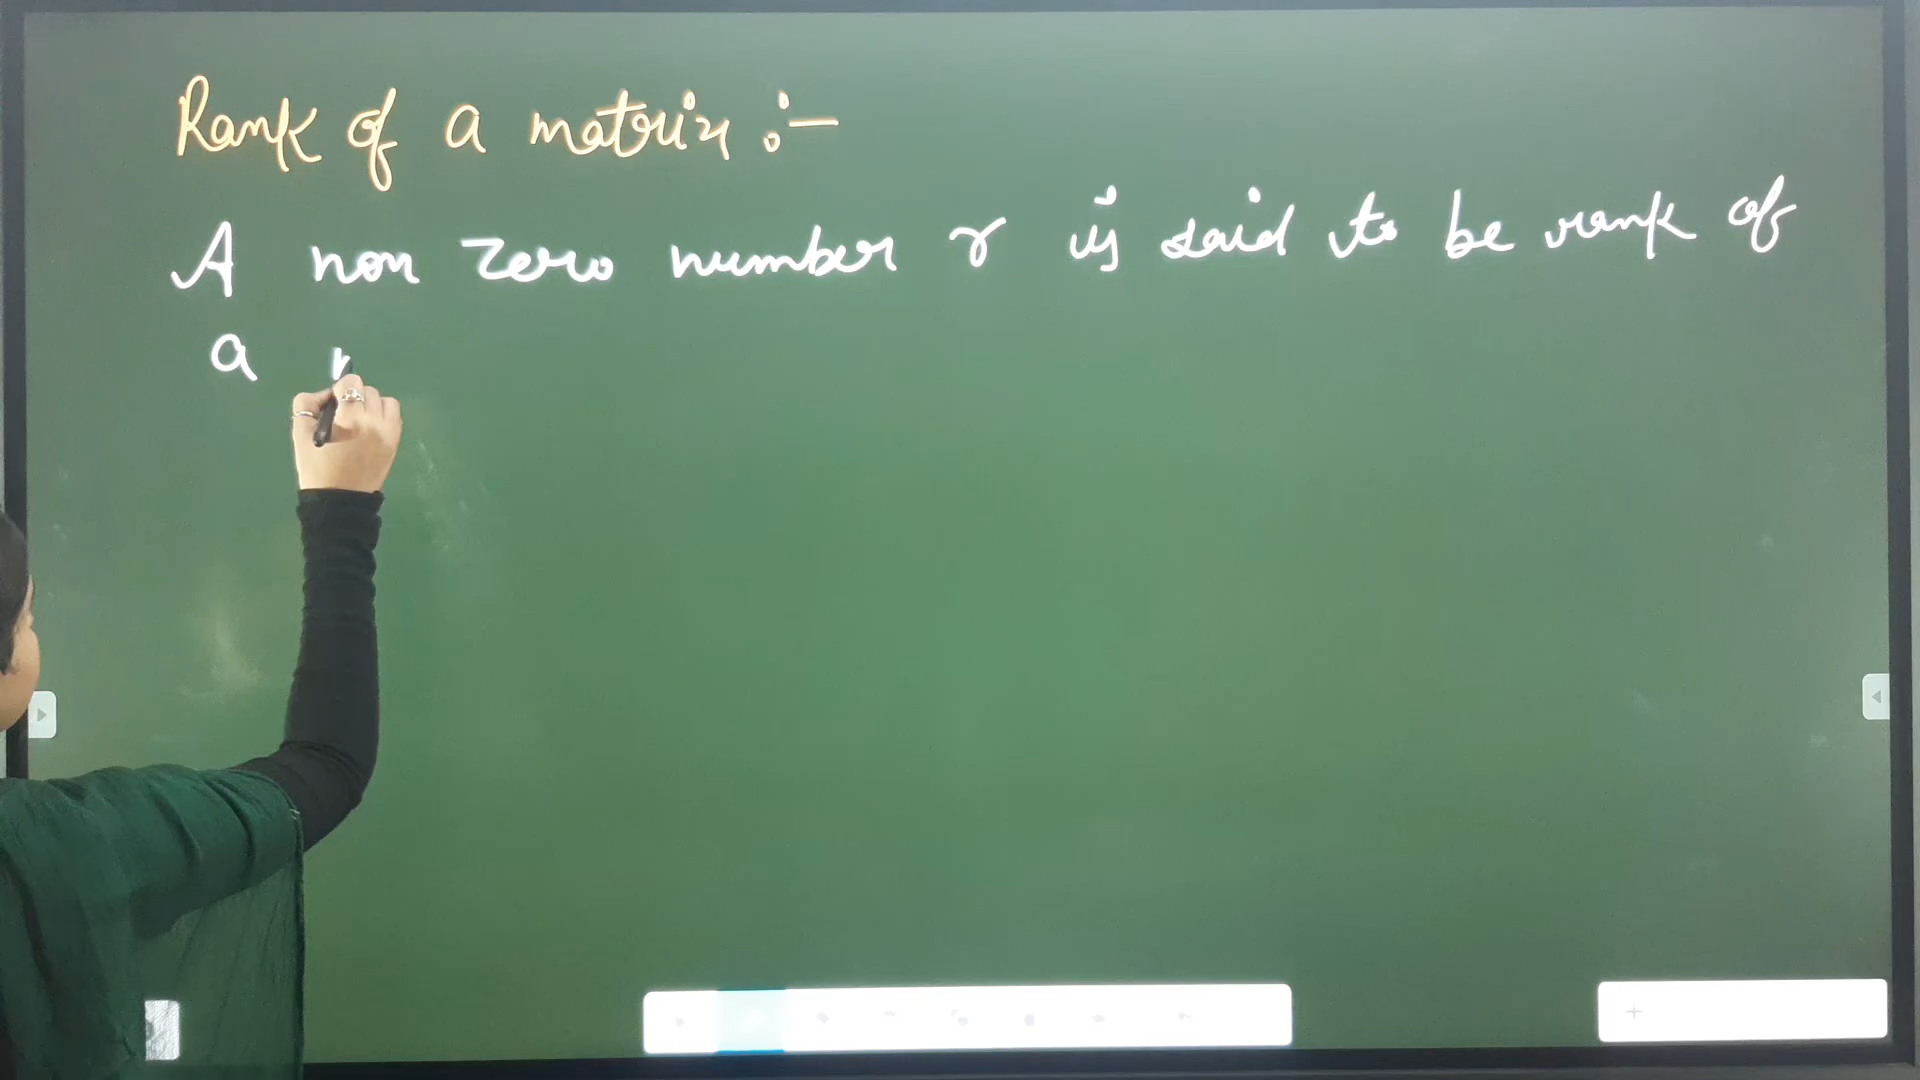 Rank of a matrix :-
A non zero number r is said to be rank of
a